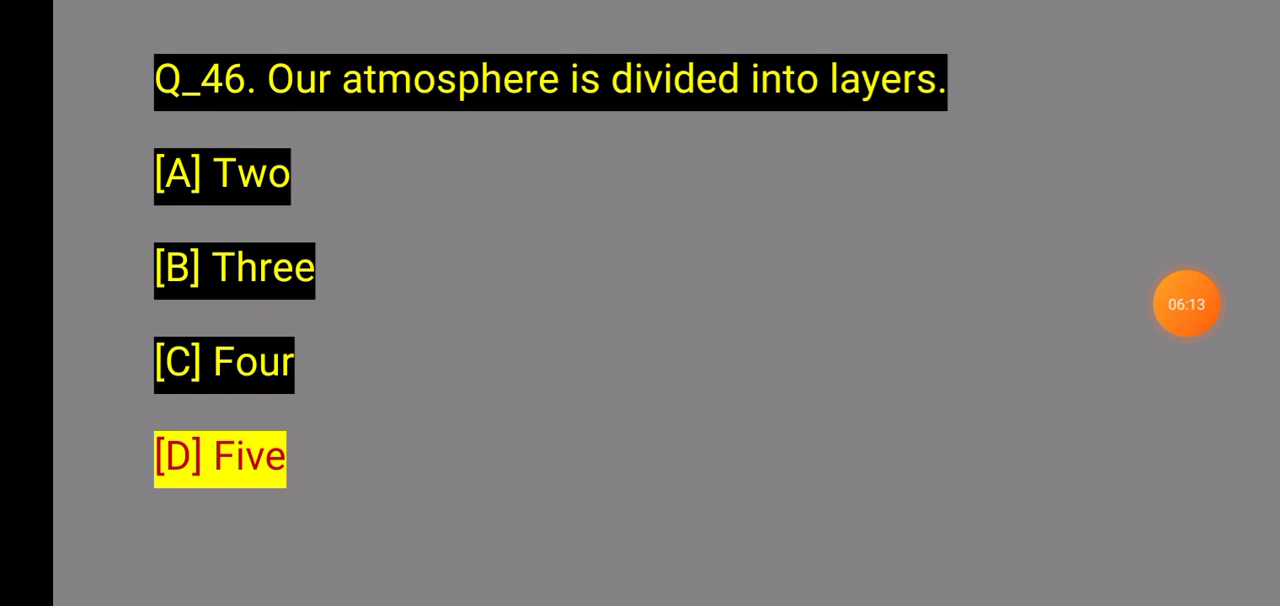 Q_46. Our atmosphere is divided into layers.
[A] Two
[B] Three
[C] Four
[D] Five
06:13